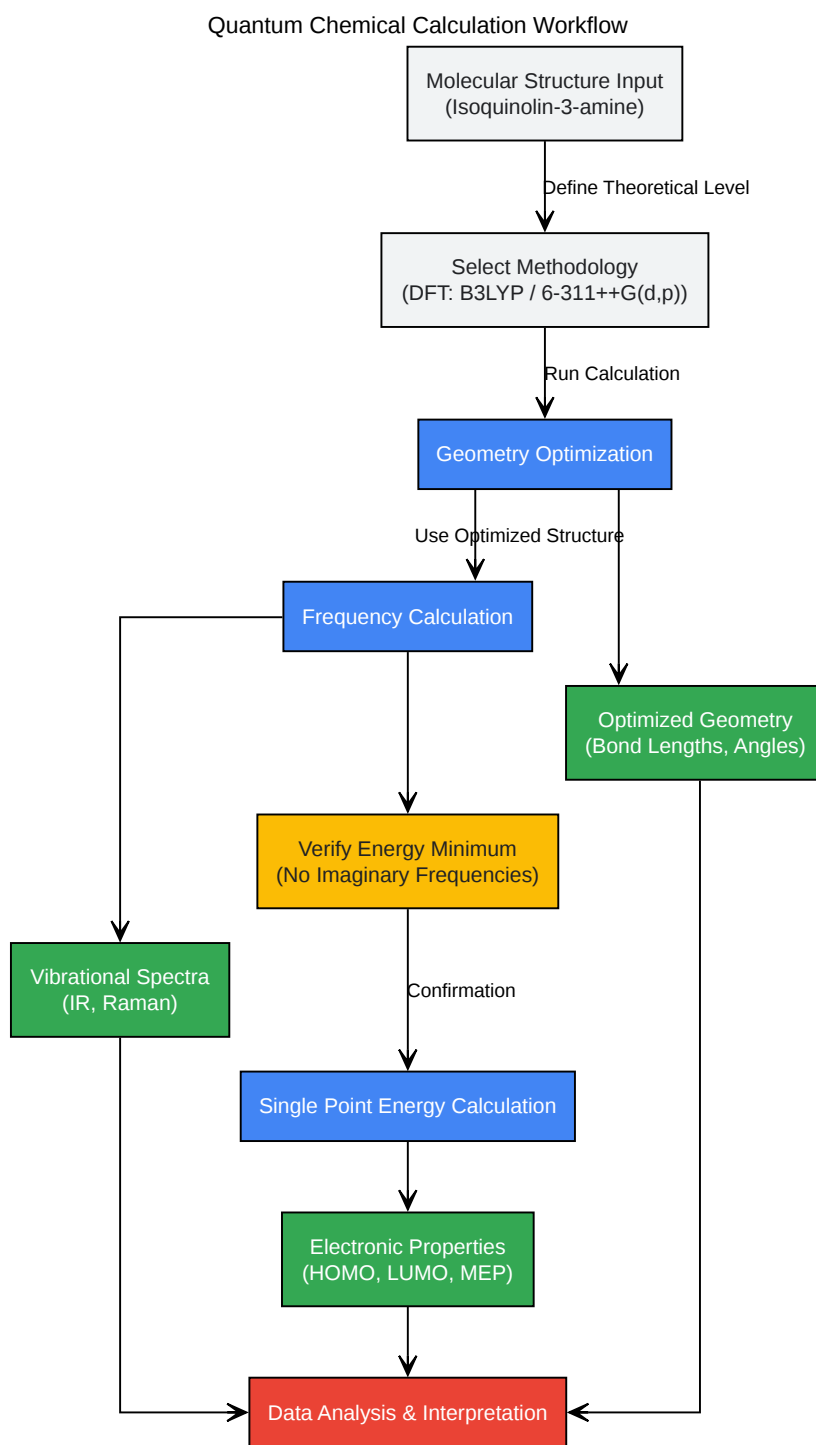 Quantum Chemical Calculation Workflow
Molecular Structure Input
(Isoquinolin-3-amine)
Define Theoretical Level
Select Methodology
(DFT: B3LYP / 6-311++G(d,p))
Run Calculation
Geometry Optimization
Use Optimized Structure
Frequency Calculation
Optimized Geometry
(Bond Lengths, Angles)
Verify Energy Minimum
(No Imaginary Frequencies)
Vibrational Spectra
(IR, Raman)
Confirmation
Single Point Energy Calculation
Electronic Properties
(HOMO, LUMO, MEP)
Data Analysis & Interpretation